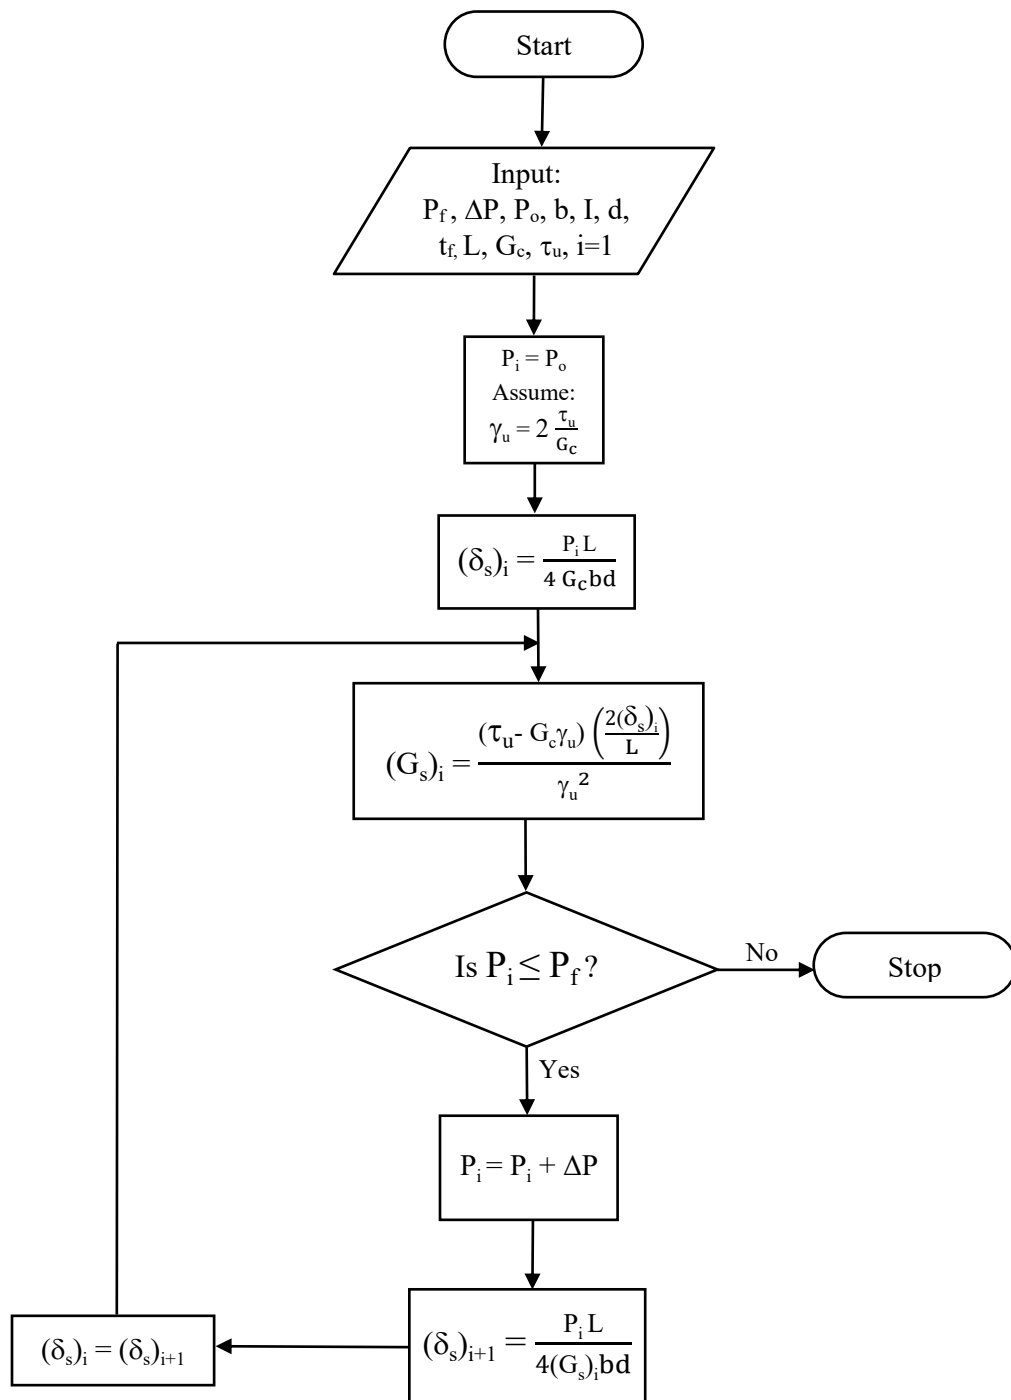 Start
Input:
P_f, ΔP, P_o, b, I, d,
t_f, L, G_c, τ_u, i=1
P_i = P_o
Assume:
γ_u = 2 τ_u/G_c
(δ_s)_i = P_i L / 4 G_c bd
(G_s)_i = (τ_u - G_c γ_u) (2(δ_s)_i / L) / γ_u²
Is P_i ≤ P_f ?
No
Stop
Yes
P_i = P_i + ΔP
(δ_s)_i = (δ_s)_{i+1}
(δ_s)_{i+1} = P_i L / 4(G_s)_i bd